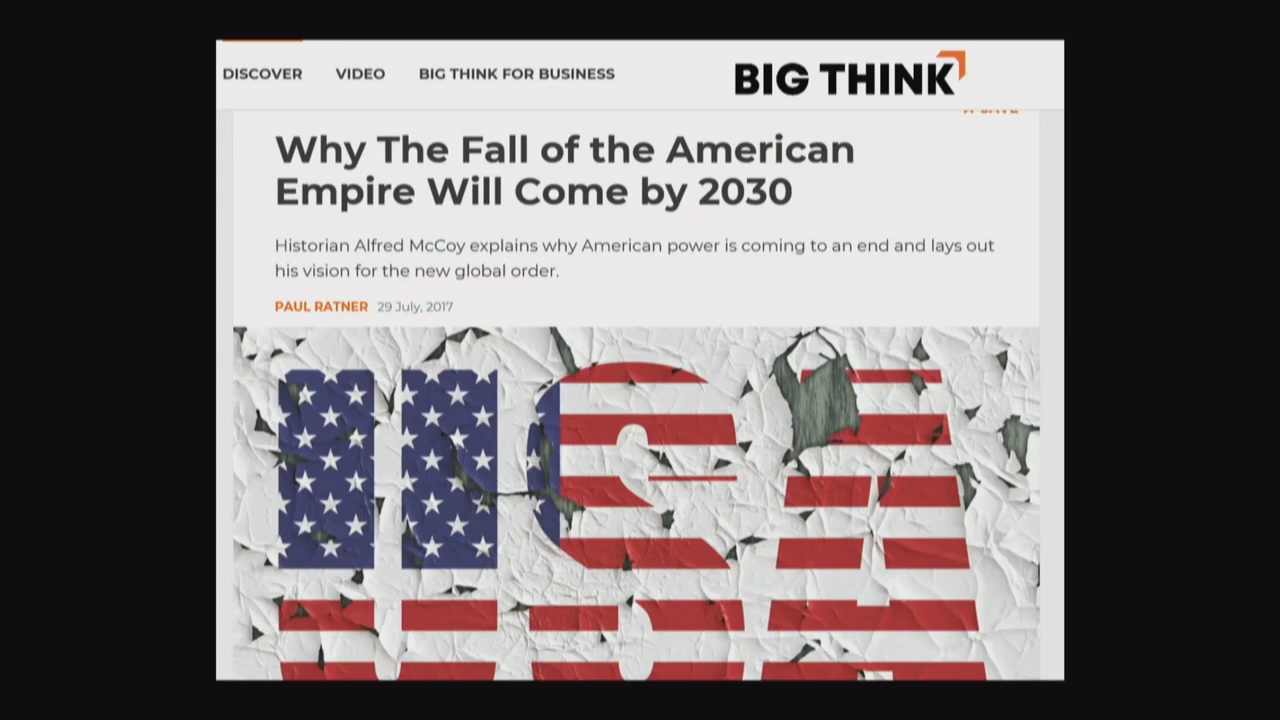 DISCOVER VIDEO BIG THINK FOR BUSINESS BIG THINK
Why The Fall of the American
Empire Will Come by 2030
Historian Alfred McCoy explains why American power is coming to an end and lays out
his vision for the new global order.
PAUL RATNER 29 July, 2017
USA